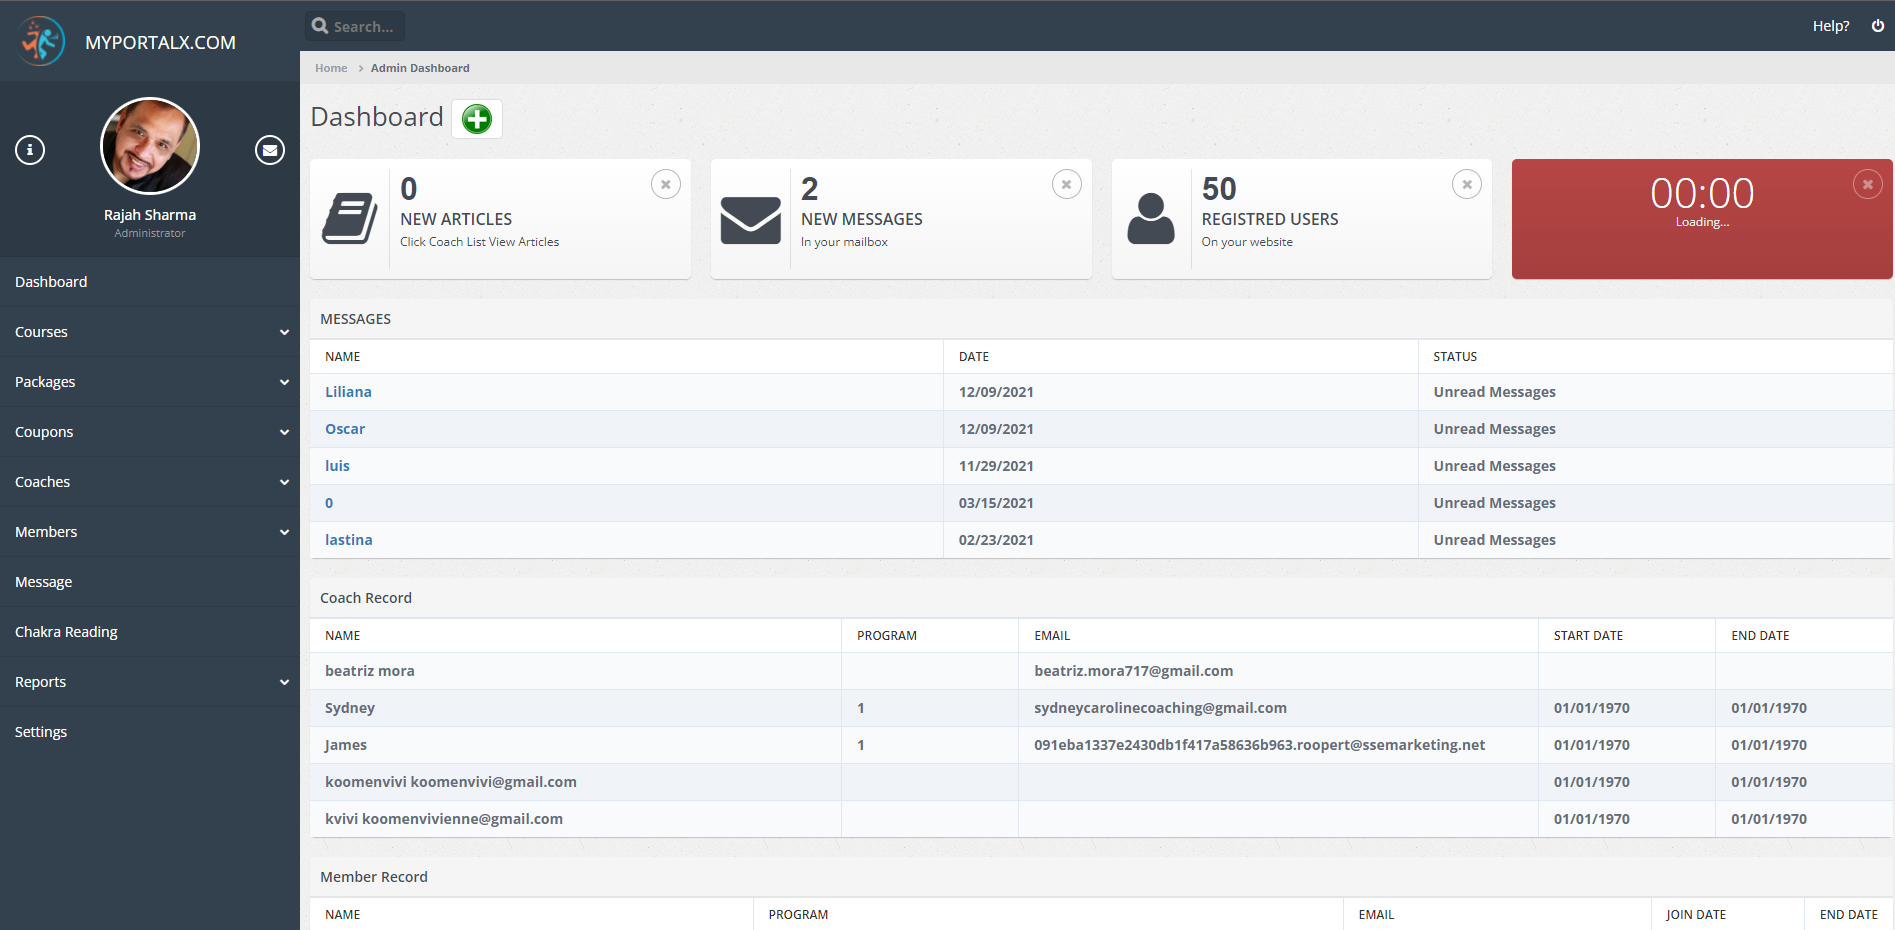 MYPORTALX.COM
Search...
Help?
Rajah Sharma
Administrator
Dashboard
Courses
Packages
Coupons
Coaches
Members
Message
Chakra Reading
Reports
Settings
Home > Admin Dashboard
Dashboard
0
NEW ARTICLES
Click Coach List View Articles
2
NEW MESSAGES
In your mailbox
50
REGISTRED USERS
On your website
00:00
Loading...
MESSAGES
NAME DATE STATUS
Liliana 12/09/2021 Unread Messages
Oscar 12/09/2021 Unread Messages
luis 11/29/2021 Unread Messages
0 03/15/2021 Unread Messages
lastina 02/23/2021 Unread Messages
Coach Record
NAME PROGRAM EMAIL START DATE END DATE
beatriz mora beatriz.mora717@gmail.com
Sydney 1 sydneycarolinecoaching@gmail.com 01/01/1970 01/01/1970
James 1 091eba1337e2430db1f417a58636b963.roopert@ssemarketing.net 01/01/1970 01/01/1970
koomenvivi koomenvivi@gmail.com 01/01/1970 01/01/1970
kvivi koomenvivienne@gmail.com 01/01/1970 01/01/1970
Member Record
NAME PROGRAM EMAIL JOIN DATE END DATE